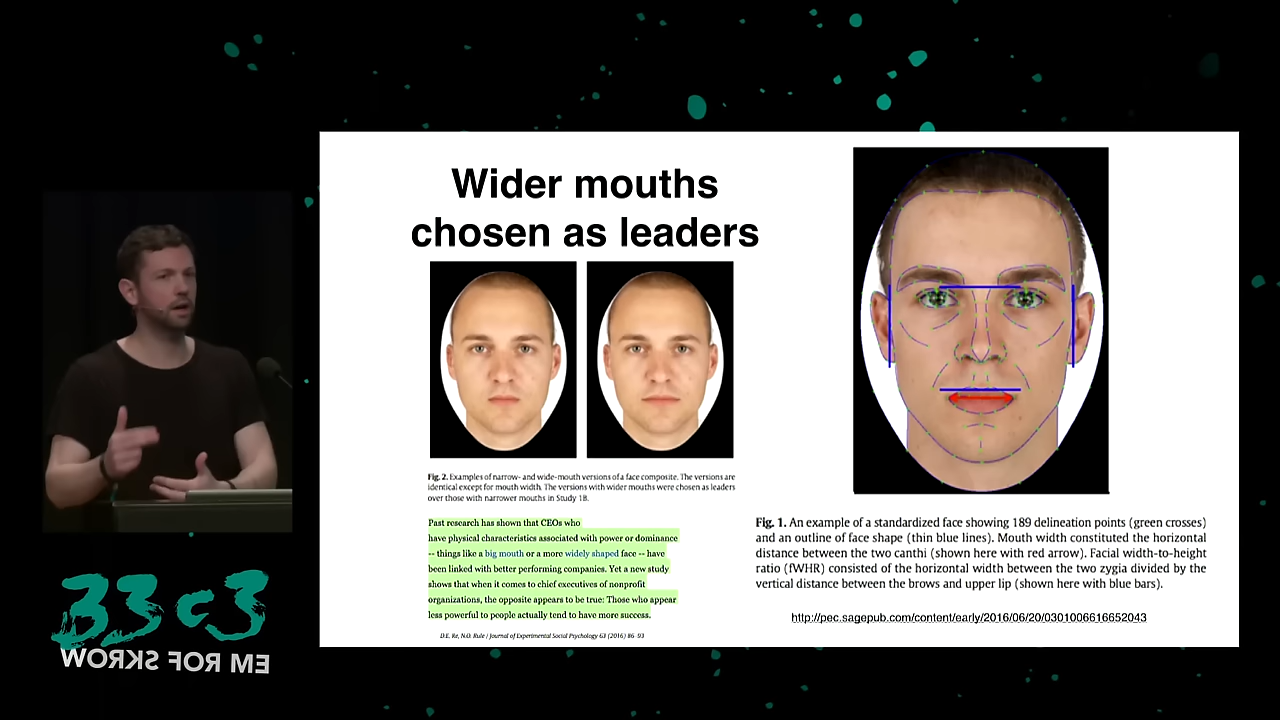 Wider mouths
chosen as leaders
Fig. 2. Examples of narrow- and wide-mouth versions of a face composite. The versions are
identical except for mouth width. The versions with wider mouths were chosen as leaders
over those with narrower mouths in Study 1B.
Past research has shown that CEOs who
have physical characteristics associated with power or dominance
-- things like a big mouth or a more widely shaped face -- have
been linked with better performing companies. Yet a new study
shows that when it comes to chief executives of nonprofit
organizations, the opposite appears to be true: Those who appear
less powerful to people actually tend to have more success.
D.E. Re, N.O. Rule / Journal of Experimental Social Psychology 63 (2016) 86–93
Fig. 1. An example of a standardized face showing 189 delineation points (green crosses)
and an outline of face shape (thin blue lines). Mouth width constituted the horizontal
distance between the two canthi (shown here with red arrow). Facial width-to-height
ratio (fWHR) consisted of the horizontal width between the two zygia divided by the
vertical distance between the brows and upper lip (shown here with blue bars).
http://pec.sagepub.com/content/early/2016/06/20/0301006616652043
33c3
WORKS FOR ME